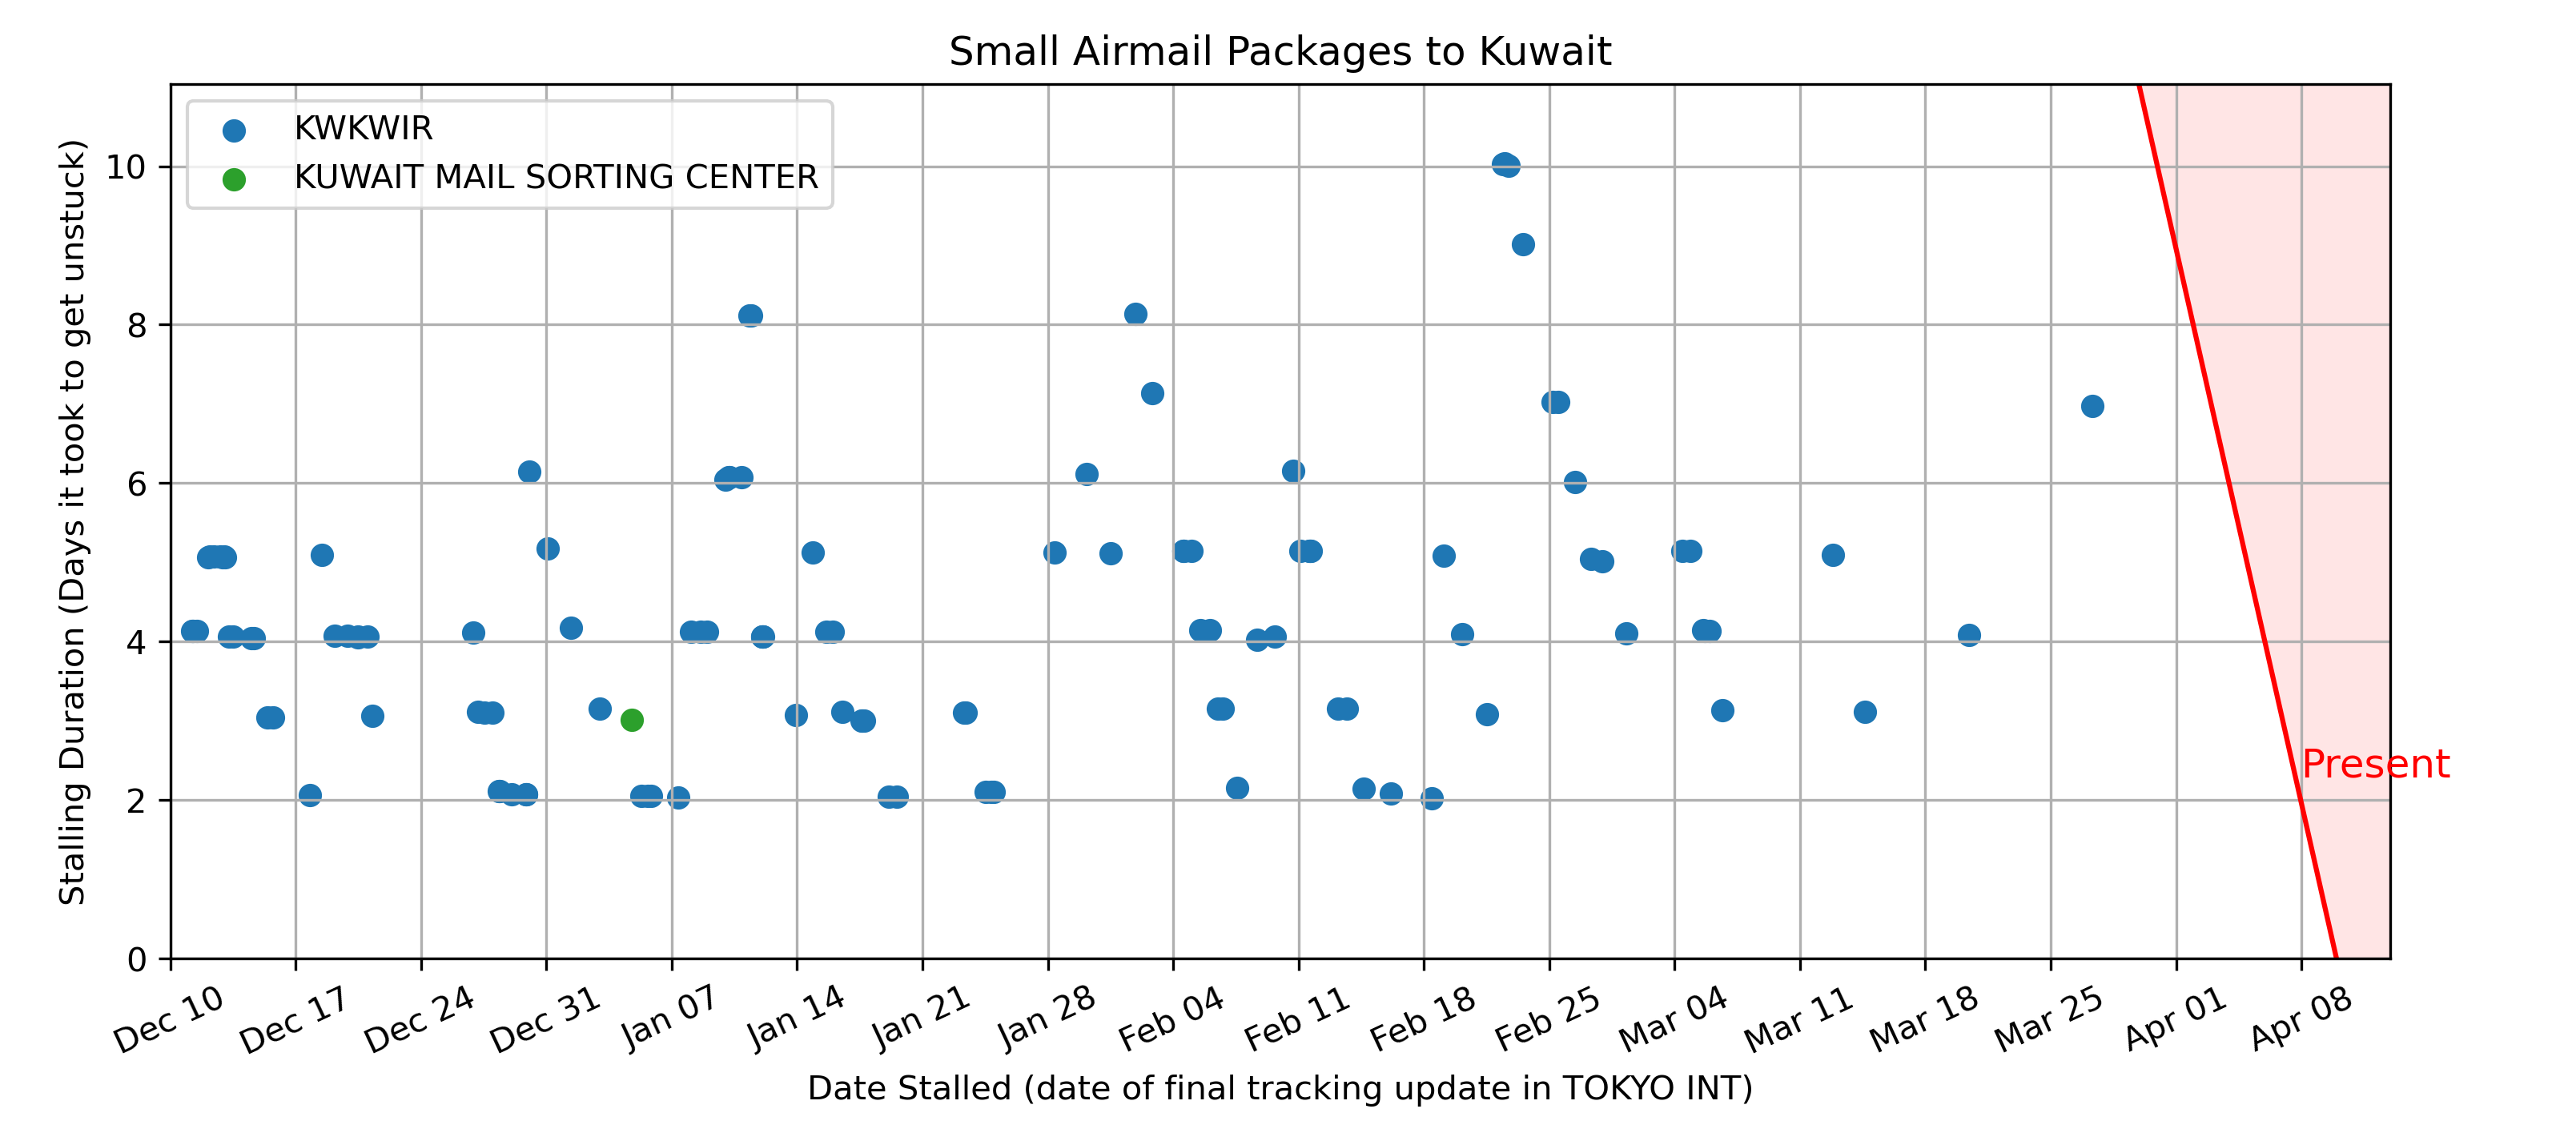 Small Airmail Packages to Kuwait
KWKWIR
KUWAIT MAIL SORTING CENTER
Stalling Duration (Days it took to get unstuck)
10
8
6
4
2
0
Present
Dec 10
Dec 17
Dec 24
Dec 31
Jan 07
Jan 14
Jan 21
Jan 28
Feb 04
Feb 11
Feb 18
Feb 25
Mar 04
Mar 11
Mar 18
Mar 25
Apr 01
Apr 08
Date Stalled (date of final tracking update in TOKYO INT)